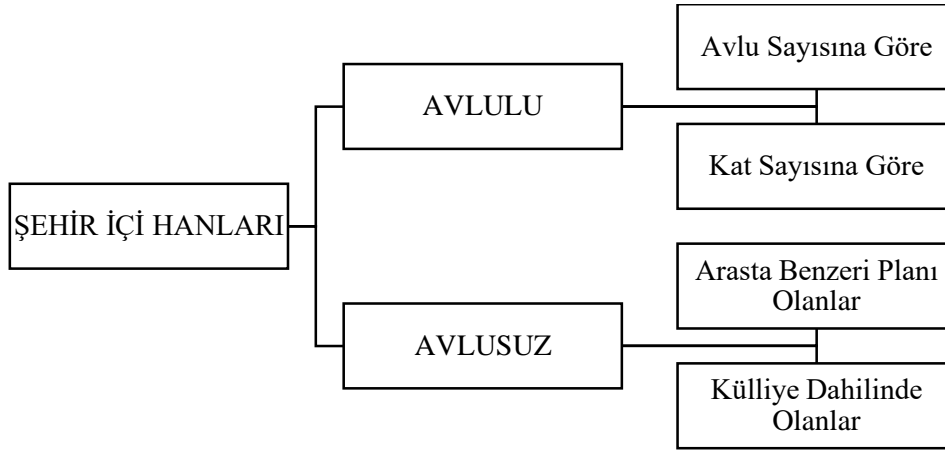 ŞEHİR İÇİ HANLARI
AVLULU
Avlu Sayısına Göre
Kat Sayısına Göre
AVLUSUZ
Arasta Benzeri Planı
Olanlar
Külliye Dahilinde
Olanlar